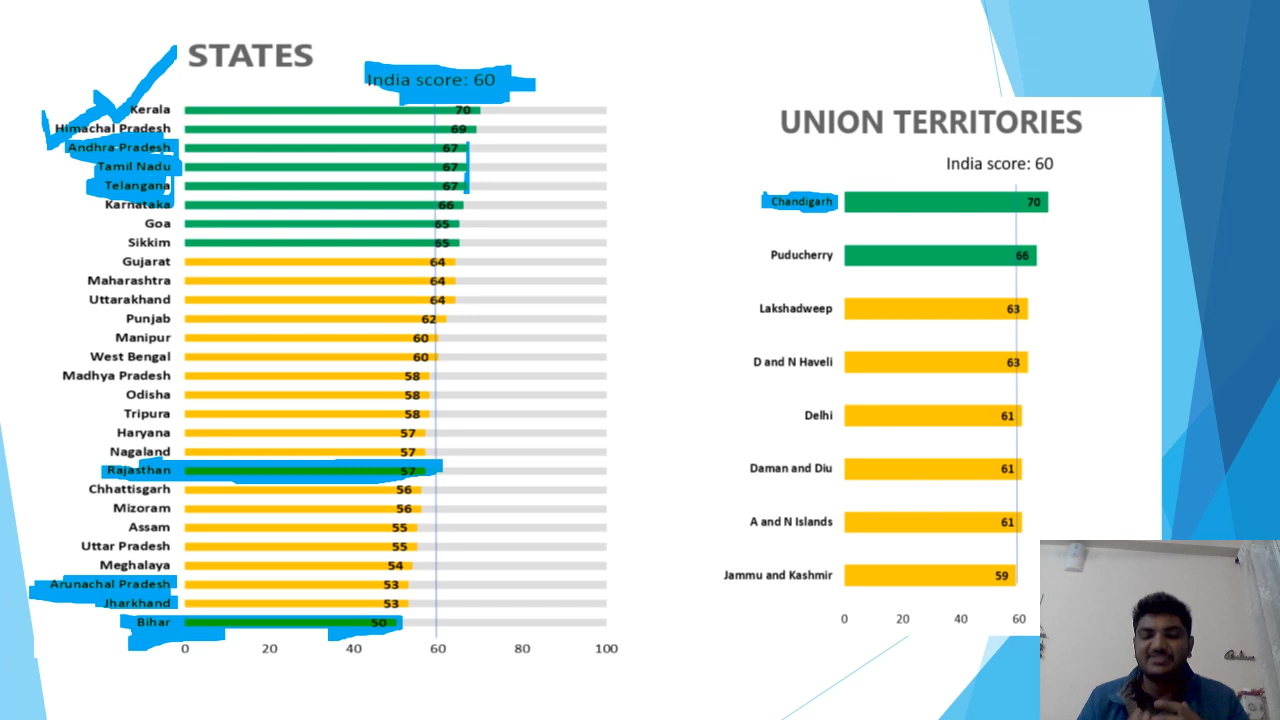 STATES
India score: 60
Kerala 70
Himachal Pradesh 69
Andhra Pradesh 67
Tamil Nadu 67
Telangana 67
Karnataka 66
Goa 65
Sikkim 65
Gujarat 64
Maharashtra 64
Uttarakhand 64
Punjab 62
Manipur 60
West Bengal 60
Madhya Pradesh 58
Odisha 58
Tripura 58
Haryana 57
Nagaland 57
Rajasthan 57
Chhattisgarh 56
Mizoram 56
Assam 55
Uttar Pradesh 55
Meghalaya 54
Arunachal Pradesh 53
Jharkhand 53
Bihar 50
0 20 40 60 80 100
UNION TERRITORIES
India score: 60
Chandigarh 70
Puducherry 66
Lakshadweep 63
D and N Haveli 63
Delhi 61
Daman and Diu 61
A and N Islands 61
Jammu and Kashmir 59
0 20 40 60